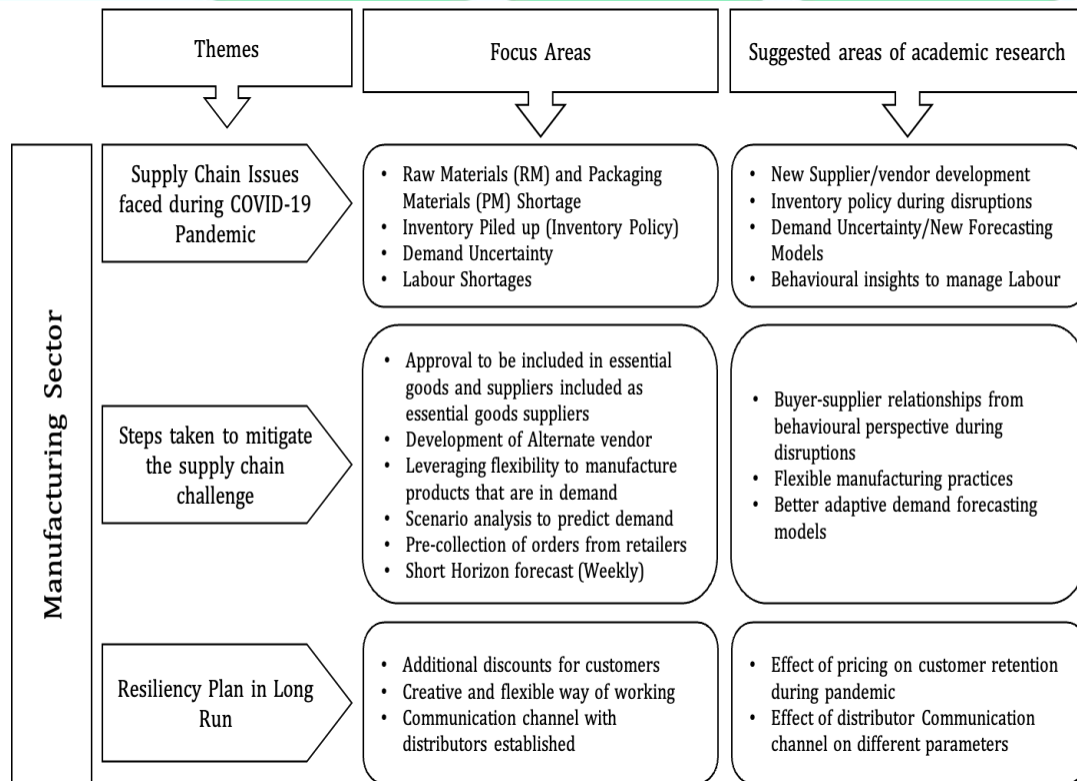 Themes
Focus Areas
Suggested areas of academic research
Manufacturing Sector
Supply Chain Issues
faced during COVID-19
Pandemic
• Raw Materials (RM) and Packaging
Materials (PM) Shortage
• Inventory Piled up (Inventory Policy)
• Demand Uncertainty
• Labour Shortages
• New Supplier/vendor development
• Inventory policy during disruptions
• Demand Uncertainty/New Forecasting
Models
• Behavioural insights to manage Labour
Steps taken to mitigate
the supply chain
challenge
• Approval to be included in essential
goods and suppliers included as
essential goods suppliers
• Development of Alternate vendor
• Leveraging flexibility to manufacture
products that are in demand
• Scenario analysis to predict demand
• Pre-collection of orders from retailers
• Short Horizon forecast (Weekly)
• Buyer-supplier relationships from
behavioural perspective during
disruptions
• Flexible manufacturing practices
• Better adaptive demand forecasting
models
Resiliency Plan in Long
Run
• Additional discounts for customers
• Creative and flexible way of working
• Communication channel with
distributors established
• Effect of pricing on customer retention
during pandemic
• Effect of distributor Communication
channel on different parameters